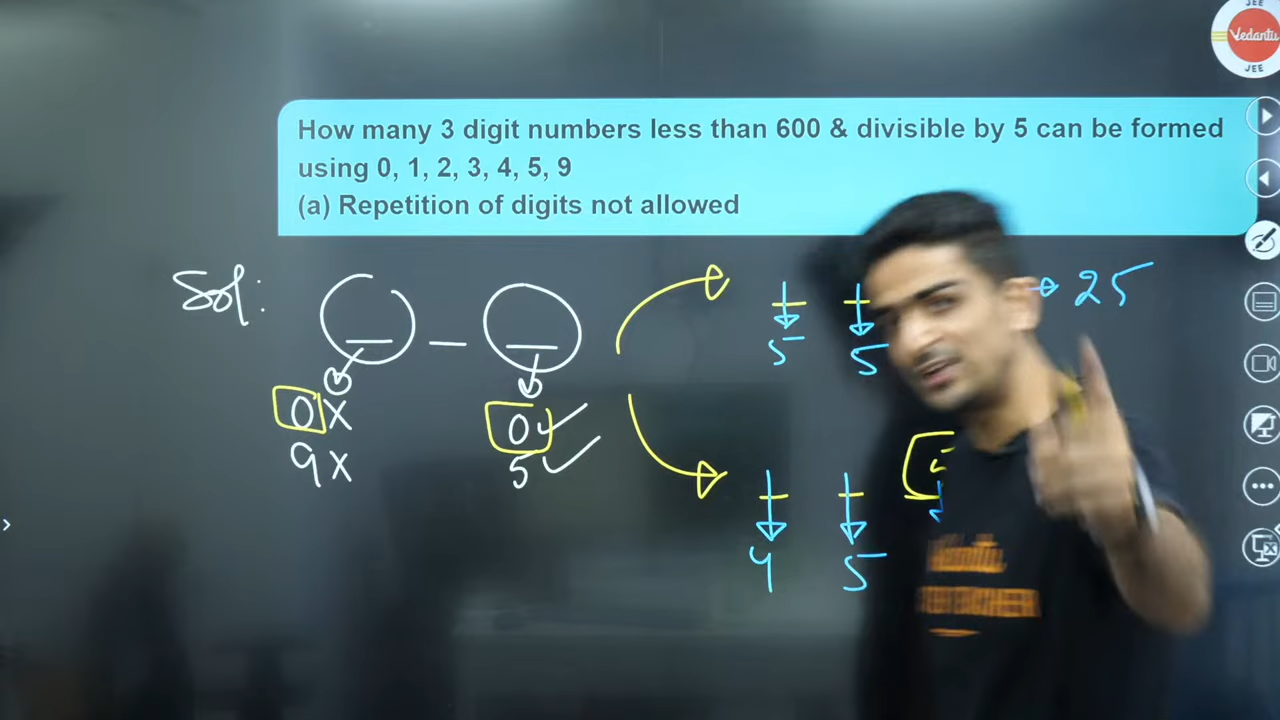 JEE
Vedantu
JEE
How many 3 digit numbers less than 600 & divisible by 5 can be formed
using 0, 1, 2, 3, 4, 5, 9
(a) Repetition of digits not allowed
Sol:
25
5 5
0 x 0
9 x 5
4 5
Vedantu